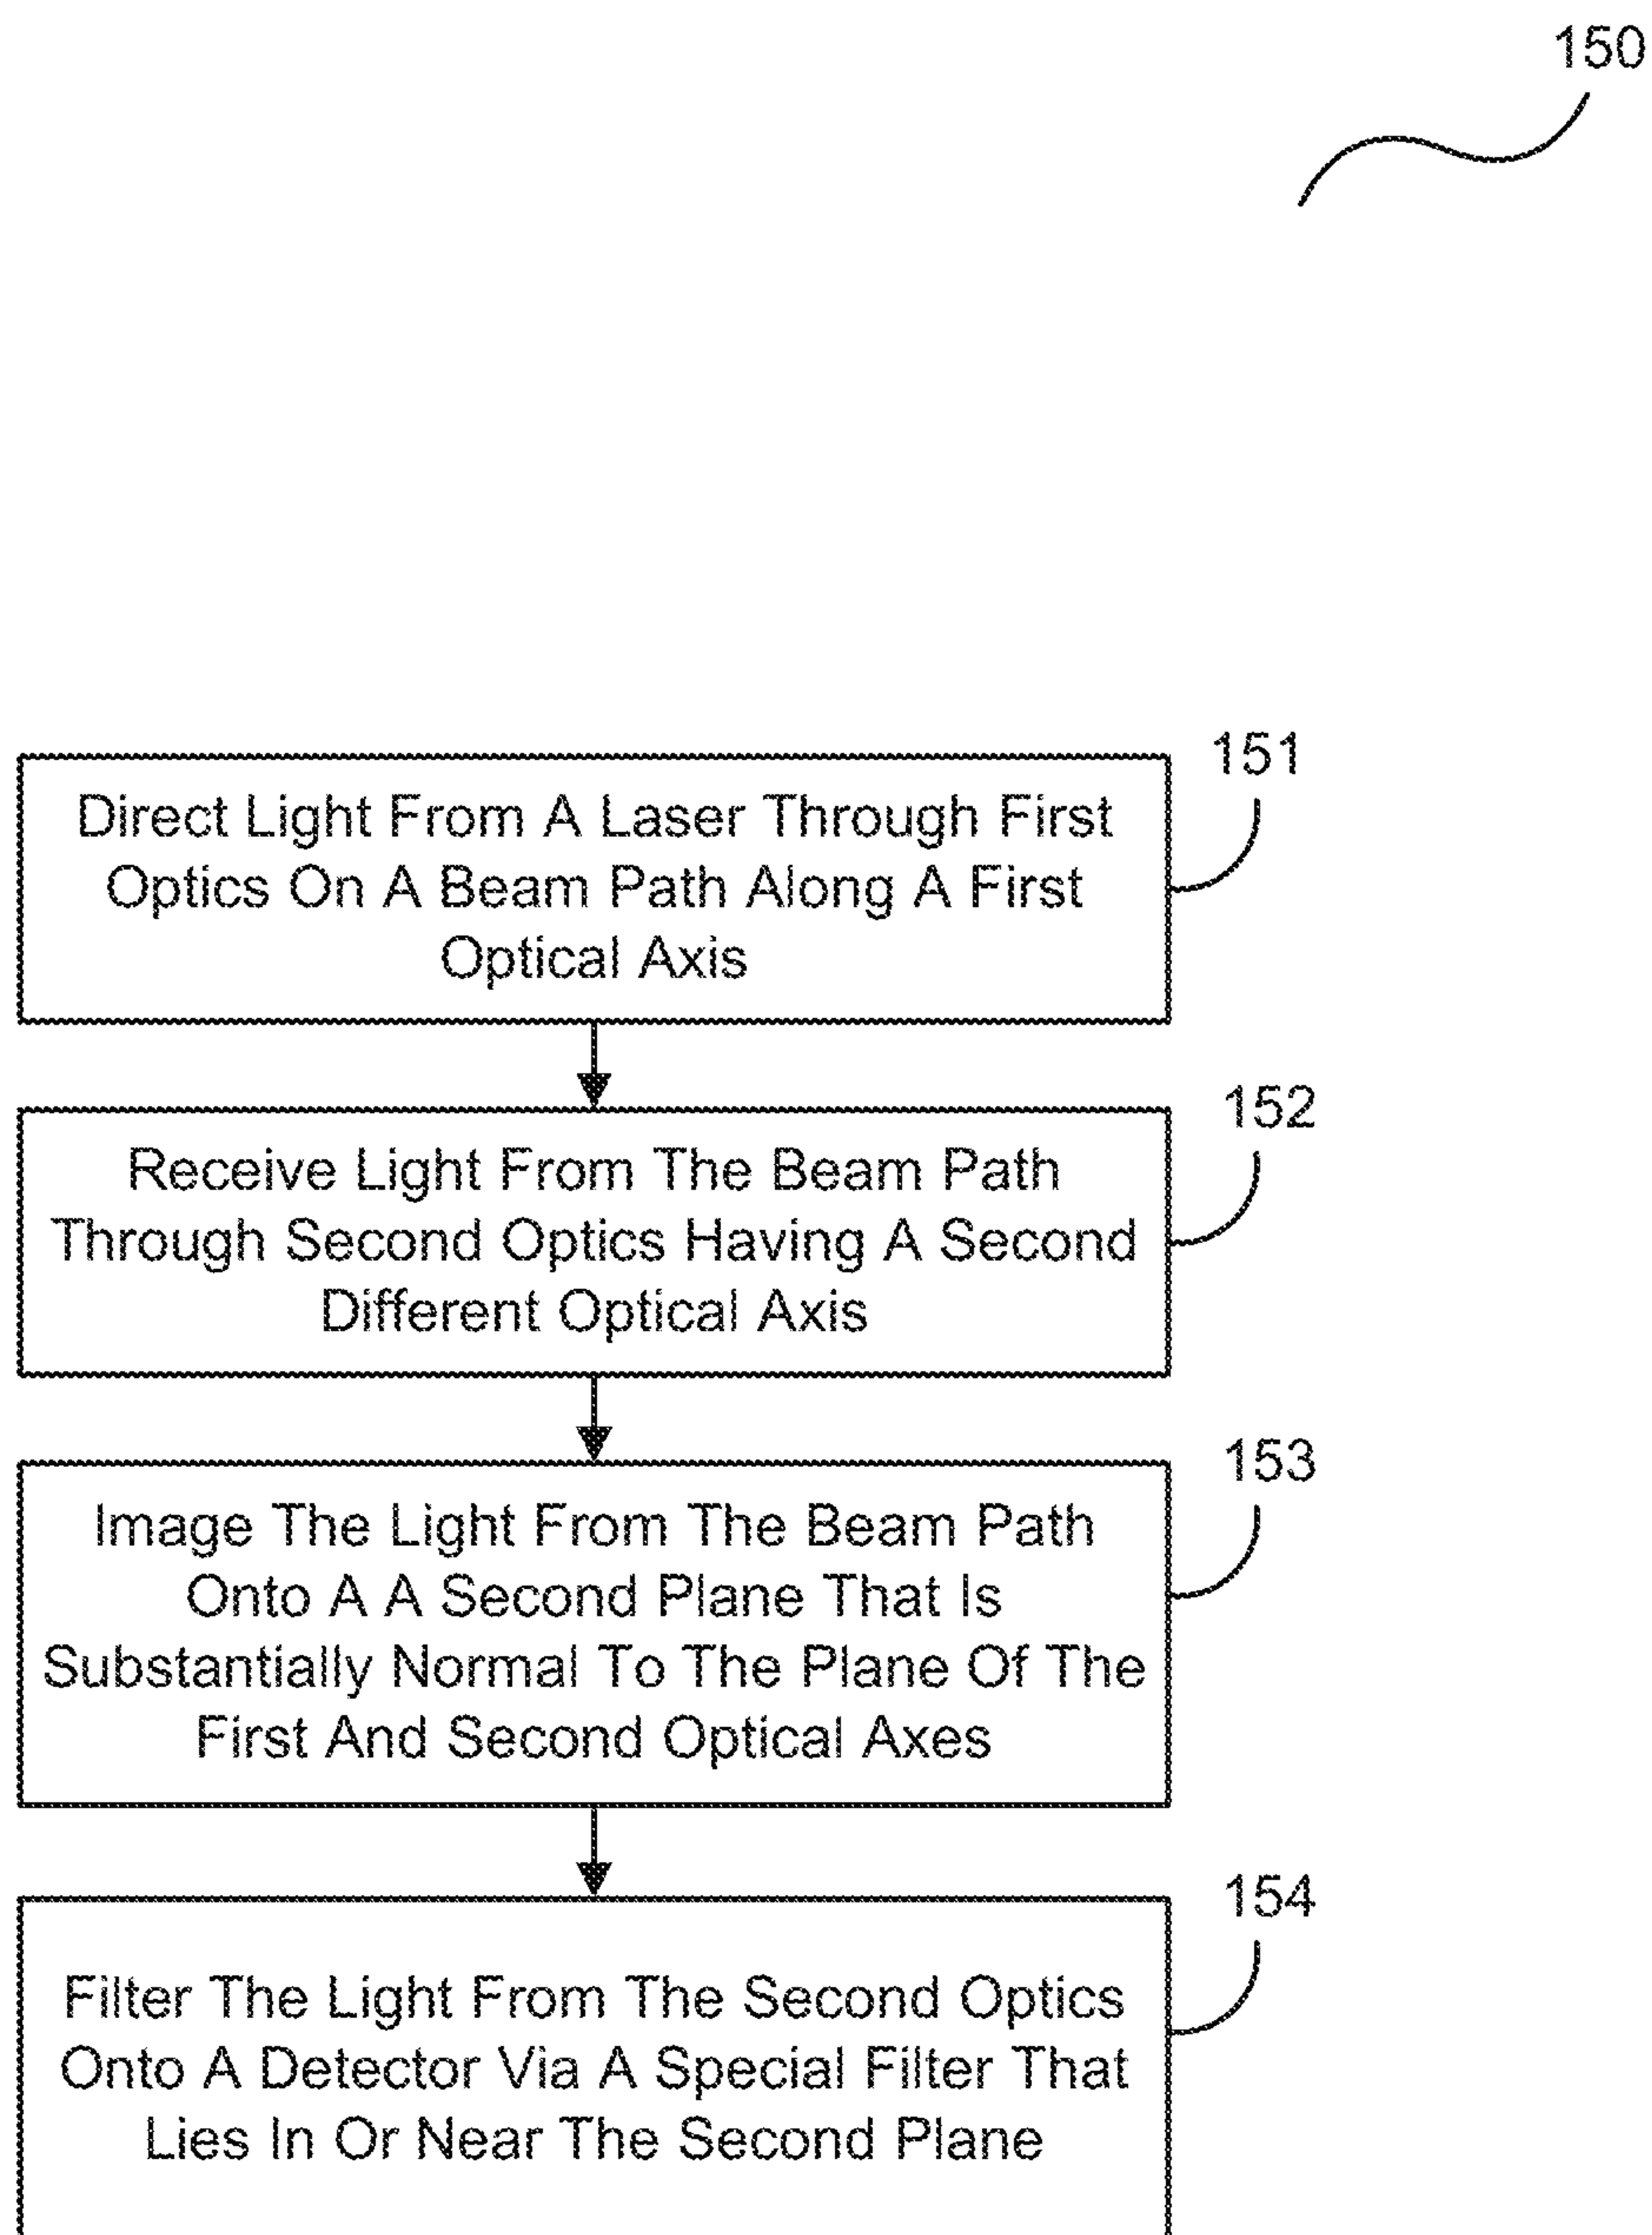 150
151
Direct Light From A Laser Through First
Optics On A Beam Path Along A First
Optical Axis
152
Receive Light From The Beam Path
Through Second Optics Having A Second
Different Optical Axis
153
Image The Light From The Beam Path
Onto A A Second Plane That Is
Substantially Normal To The Plane Of The
First And Second Optical Axes
154
Filter The Light From The Second Optics
Onto A Detector Via A Special Filter That
Lies In Or Near The Second Plane